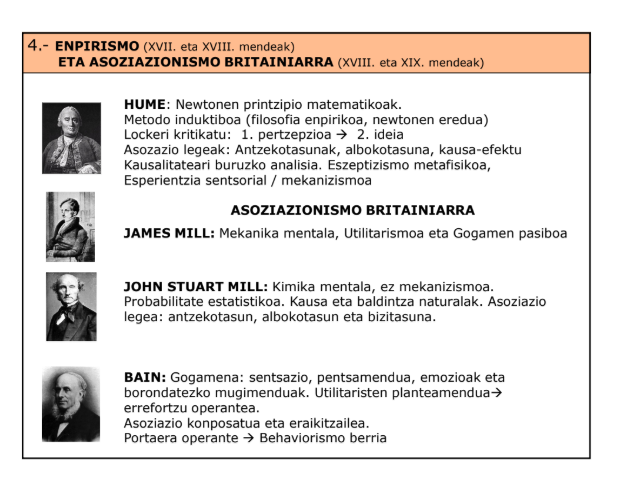 4.- ENPIRISMO (XVII. eta XVIII. mendeak)
ETA ASOZIAZIONISMO BRITAINIARRA (XVIII. eta XIX. mendeak)
HUME: Newtonen printzipio matematikoak.
Metodo induktiboa (filosofia enpirikoa, newtonen eredua)
Lockeri kritikatu: 1. pertzepzioa → 2. ideia
Asozazio legeak: Antzekotasunak, albokotasuna, kausa-efektu
Kausalitateari buruzko analisia. Eszeptizismo metafisikoa,
Esperientzia sentsorial / mekanizismoa
ASOZIAZIONISMO BRITAINIARRA
JAMES MILL: Mekanika mentala, Utilitarismoa eta Gogamen pasiboa
JOHN STUART MILL: Kimika mentala, ez mekanizismoa.
Probabilitate estatistikoa. Kausa eta baldintza naturalak. Asoziazio
legea: antzekotasun, albokotasun eta bizitasuna.
BAIN: Gogamena: sentsazio, pentsamendua, emozioak eta
borondatezko mugimenduak. Utilitaristen planteamendua→
errefortzu operantea.
Asoziazio konposatua eta eraikitzailea.
Portaera operante → Behaviorismo berria